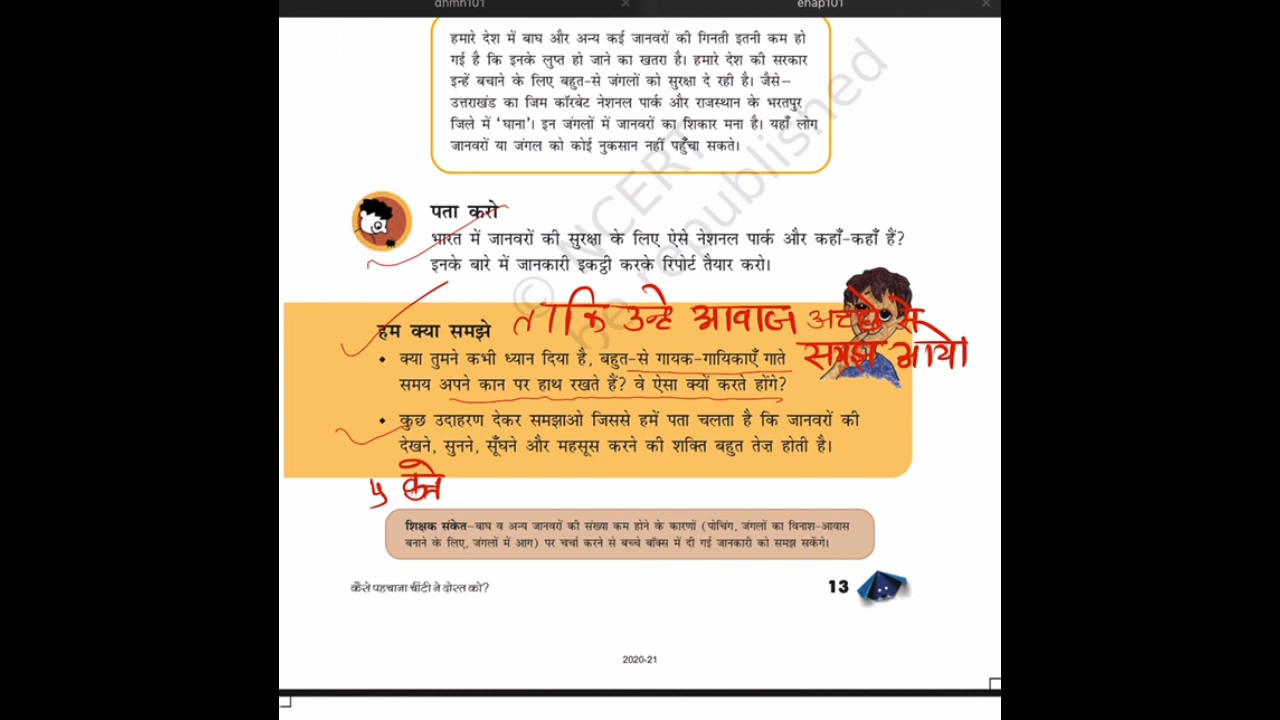 dhmh101
ehap101
हमारे देश में बाघ और अन्य कई जानवरों की गिनती इतनी कम हो
गई है कि इनके लुप्त हो जाने का खतरा है। हमारे देश की सरकार
इन्हें बचाने के लिए बहुत-से जंगलों को सुरक्षा दे रही है। जैसे–
उत्तराखंड का जिम कॉरबेट नेशनल पार्क और राजस्थान के भरतपुर
जिले में ‘घाना’। इन जंगलों में जानवरों का शिकार मना है। यहाँ लोग
जानवरों या जंगल को कोई नुकसान नहीं पहुँचा सकते।
© NCERT
be republished
पता करो
भारत में जानवरों की सुरक्षा के लिए ऐसे नेशनल पार्क और कहाँ-कहाँ हैं?
इनके बारे में जानकारी इकट्ठी करके रिपोर्ट तैयार करो।
ताकि उन्हे आवाज अच्छे से
समझ आये।
हम क्या समझे
• क्या तुमने कभी ध्यान दिया है, बहुत-से गायक-गायिकाएँ गाते
समय अपने कान पर हाथ रखते हैं? वे ऐसा क्यों करते होंगे?
• कुछ उदाहरण देकर समझाओ जिससे हमें पता चलता है कि जानवरों की
देखने, सुनने, सूँघने और महसूस करने की शक्ति बहुत तेज़ होती है।
शिक्षक संकेत–बाघ व अन्य जानवरों की संख्या कम होने के कारणों (पोचिंग, जंगलों का विनाश-आवास
बनाने के लिए, जंगलों में आग) पर चर्चा करने से बच्चे बॉक्स में दी गई जानकारी को समझ सकेंगे।
कैसे पहचाना चींटी ने दोस्त को?
13
2020-21